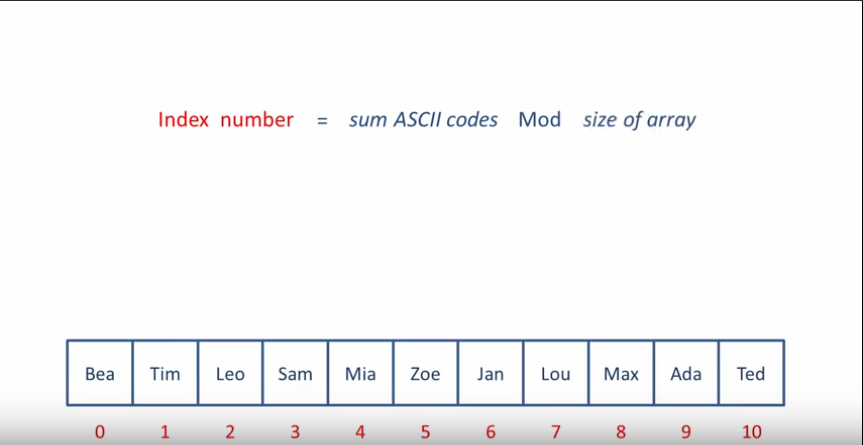 Index number = sum ASCII codes Mod size of array
Bea Tim Leo Sam Mia Zoe Jan Lou Max Ada Ted
0 1 2 3 4 5 6 7 8 9 10